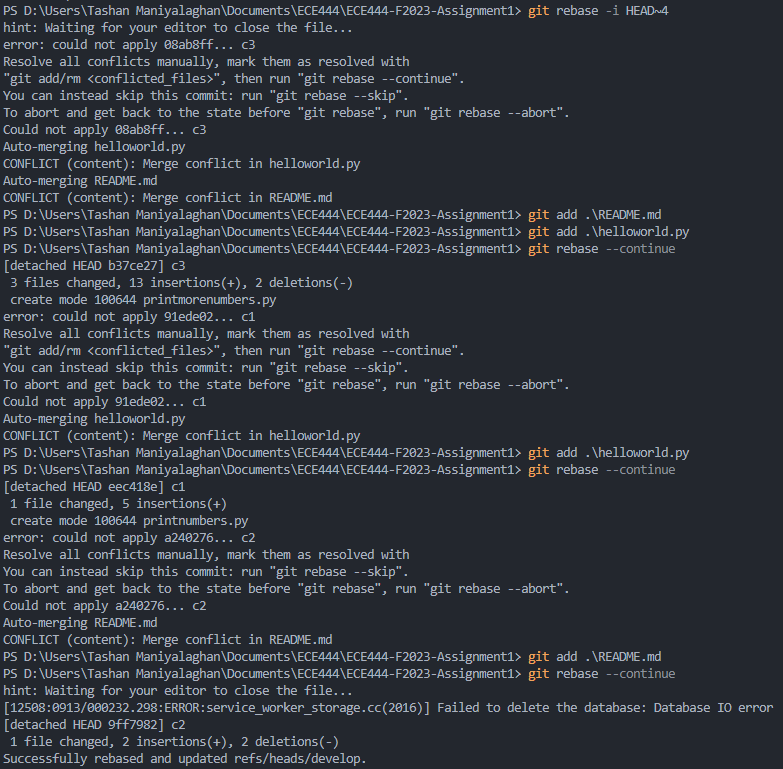 PS D:\Users\Tashan Maniyalaghan\Documents\ECE444\ECE444-F2023-Assignment1> git rebase -i HEAD~4
hint: Waiting for your editor to close the file...
error: could not apply 08ab8ff... c3
Resolve all conflicts manually, mark them as resolved with
"git add/rm <conflicted_files>", then run "git rebase --continue".
You can instead skip this commit: run "git rebase --skip".
To abort and get back to the state before "git rebase", run "git rebase --abort".
Could not apply 08ab8ff... c3
Auto-merging helloworld.py
CONFLICT (content): Merge conflict in helloworld.py
Auto-merging README.md
CONFLICT (content): Merge conflict in README.md
PS D:\Users\Tashan Maniyalaghan\Documents\ECE444\ECE444-F2023-Assignment1> git add .\README.md
PS D:\Users\Tashan Maniyalaghan\Documents\ECE444\ECE444-F2023-Assignment1> git add .\helloworld.py
PS D:\Users\Tashan Maniyalaghan\Documents\ECE444\ECE444-F2023-Assignment1> git rebase --continue
[detached HEAD b37ce27] c3
 3 files changed, 13 insertions(+), 2 deletions(-)
 create mode 100644 printmorenumbers.py
error: could not apply 91ede02... c1
Resolve all conflicts manually, mark them as resolved with
"git add/rm <conflicted_files>", then run "git rebase --continue".
You can instead skip this commit: run "git rebase --skip".
To abort and get back to the state before "git rebase", run "git rebase --abort".
Could not apply 91ede02... c1
Auto-merging helloworld.py
CONFLICT (content): Merge conflict in helloworld.py
PS D:\Users\Tashan Maniyalaghan\Documents\ECE444\ECE444-F2023-Assignment1> git add .\helloworld.py
PS D:\Users\Tashan Maniyalaghan\Documents\ECE444\ECE444-F2023-Assignment1> git rebase --continue
[detached HEAD eec418e] c1
 1 file changed, 5 insertions(+)
 create mode 100644 printnumbers.py
error: could not apply a240276... c2
Resolve all conflicts manually, mark them as resolved with
You can instead skip this commit: run "git rebase --skip".
To abort and get back to the state before "git rebase", run "git rebase --abort".
Could not apply a240276... c2
Auto-merging README.md
CONFLICT (content): Merge conflict in README.md
PS D:\Users\Tashan Maniyalaghan\Documents\ECE444\ECE444-F2023-Assignment1> git add .\README.md
PS D:\Users\Tashan Maniyalaghan\Documents\ECE444\ECE444-F2023-Assignment1> git rebase --continue
hint: Waiting for your editor to close the file...
[12508:0913/000232.298:ERROR:service_worker_storage.cc(2016)] Failed to delete the database: Database IO error
[detached HEAD 9ff7982] c2
 1 file changed, 2 insertions(+), 2 deletions(-)
Successfully rebased and updated refs/heads/develop.